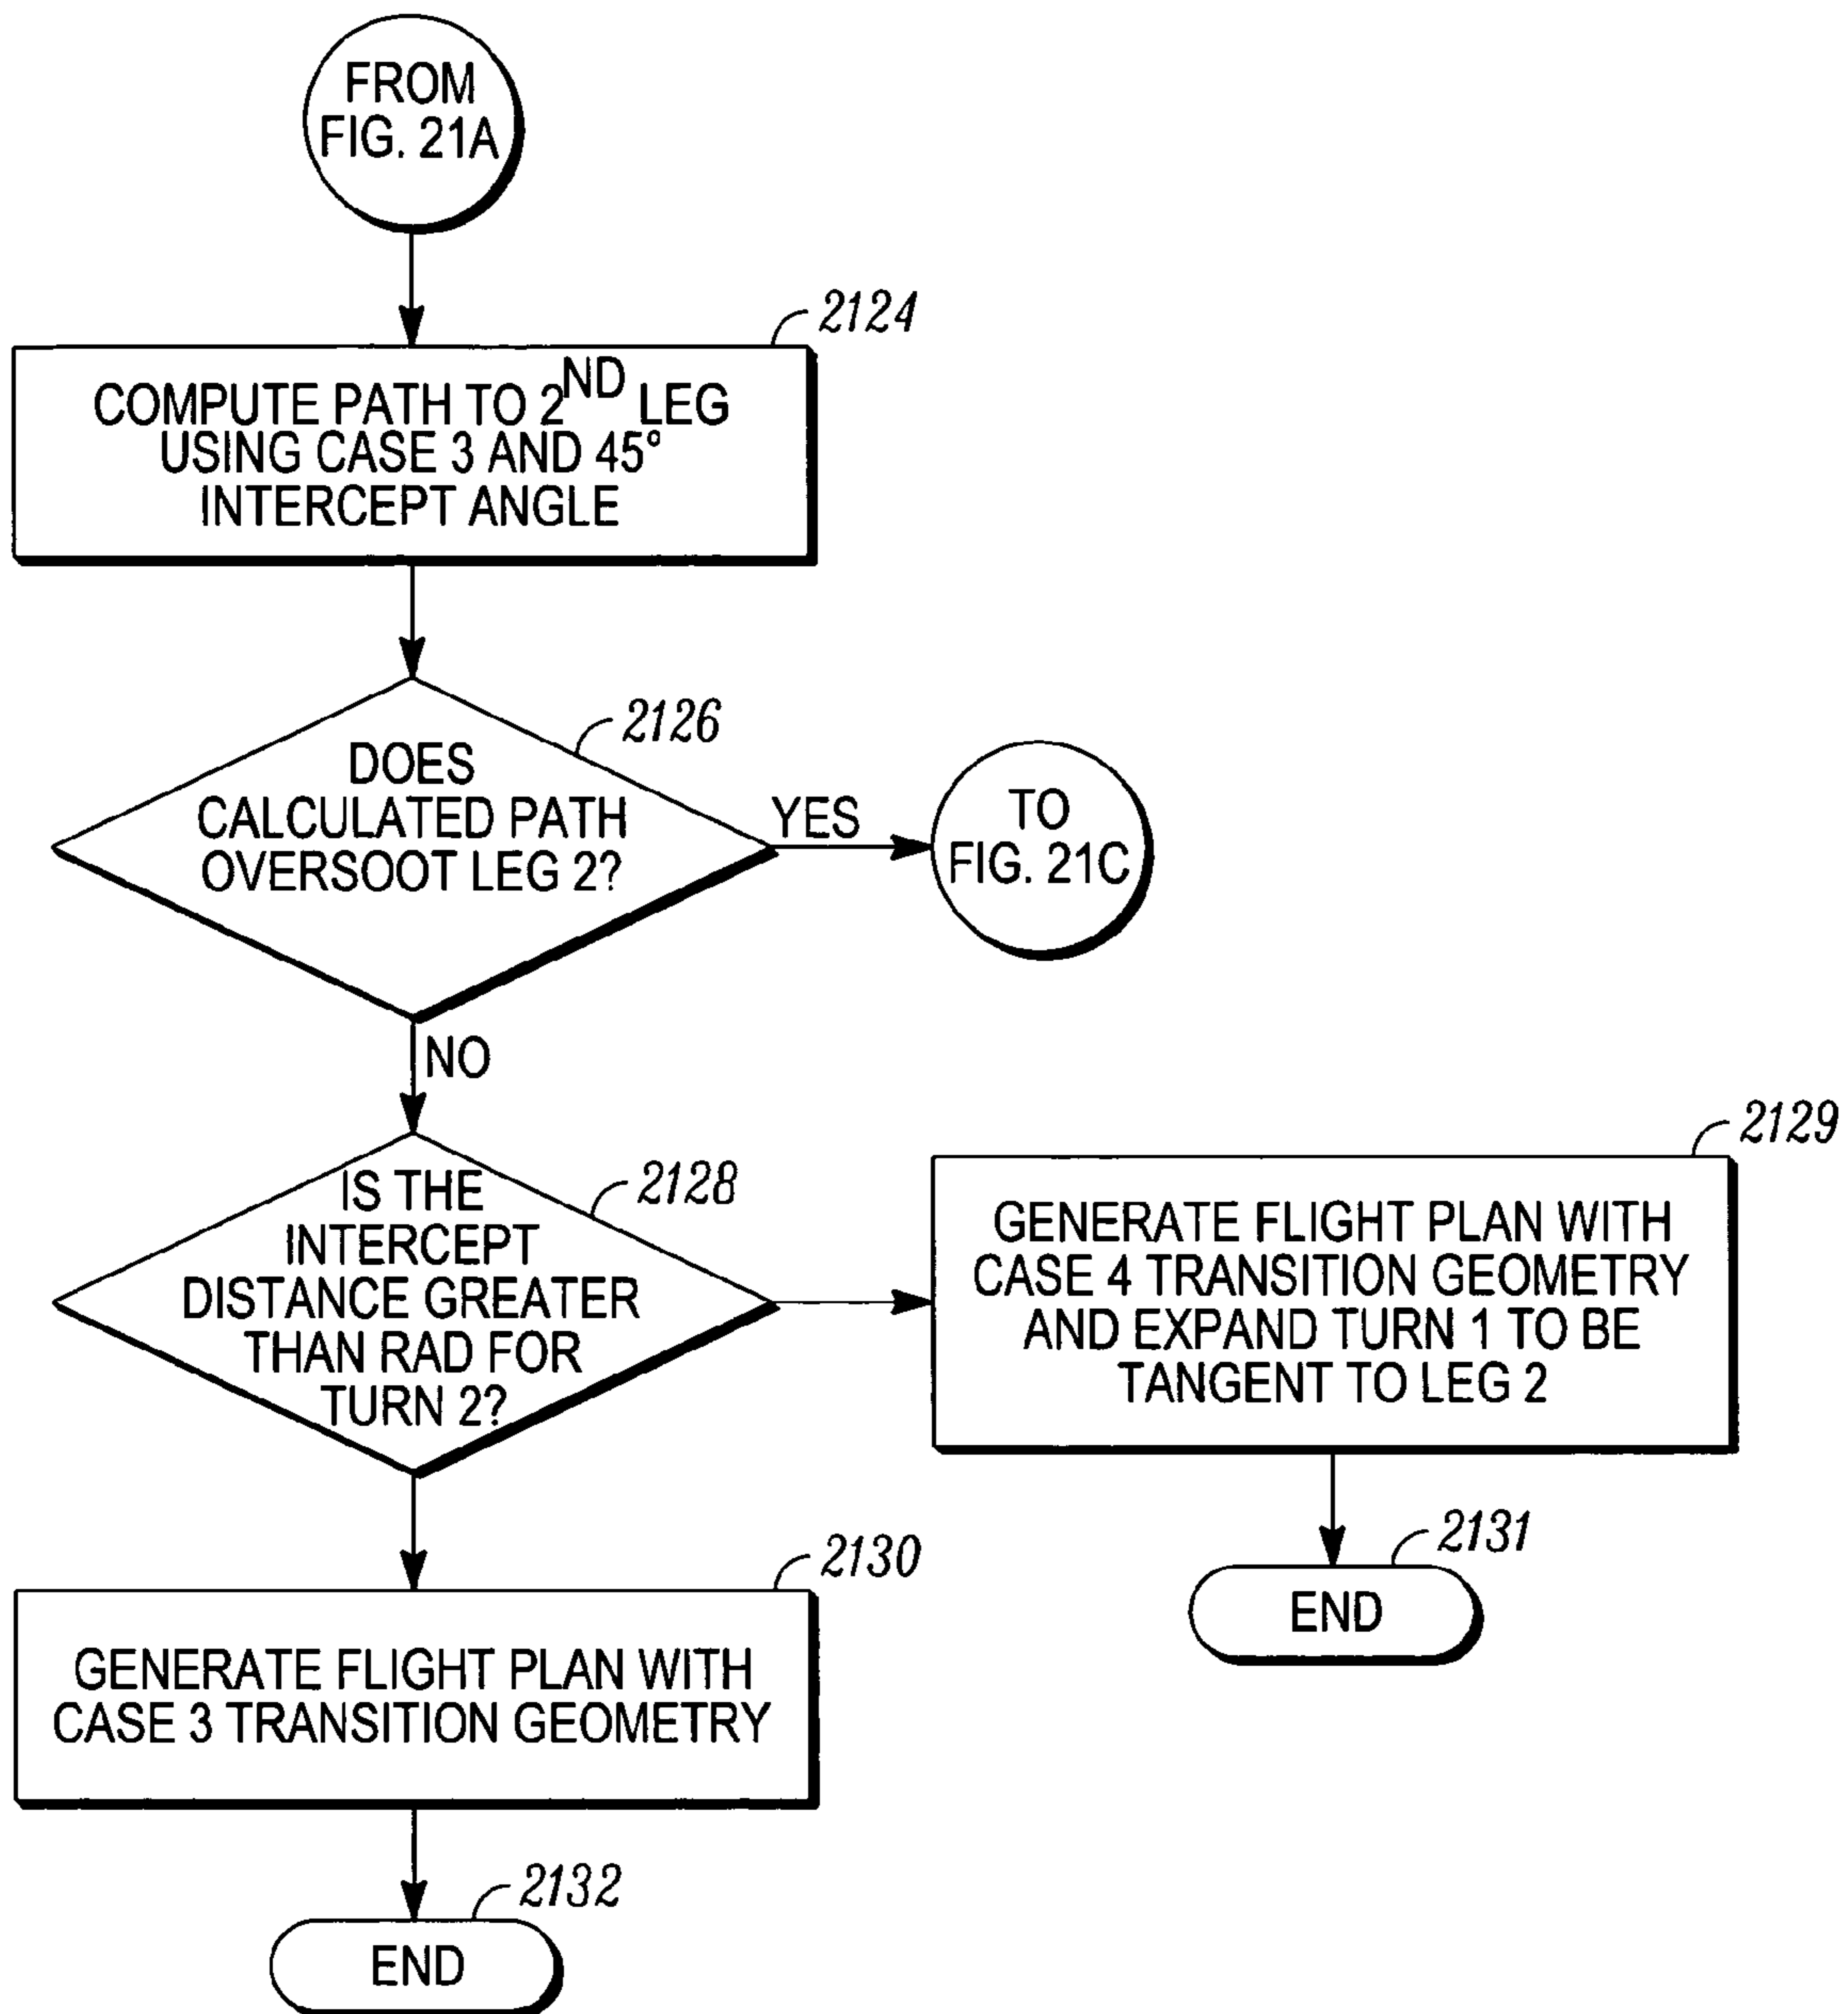 FROM
FIG. 21A
2124
COMPUTE PATH TO 2ND LEG
USING CASE 3 AND 45°
INTERCEPT ANGLE
2126
DOES
CALCULATED PATH
OVERSOOT LEG 2?
YES
TO
FIG. 21C
NO
2128
IS THE
INTERCEPT
DISTANCE GREATER
THAN RAD FOR
TURN 2?
2129
GENERATE FLIGHT PLAN WITH
CASE 4 TRANSITION GEOMETRY
AND EXPAND TURN 1 TO BE
TANGENT TO LEG 2
2131
END
2130
GENERATE FLIGHT PLAN WITH
CASE 3 TRANSITION GEOMETRY
2132
END